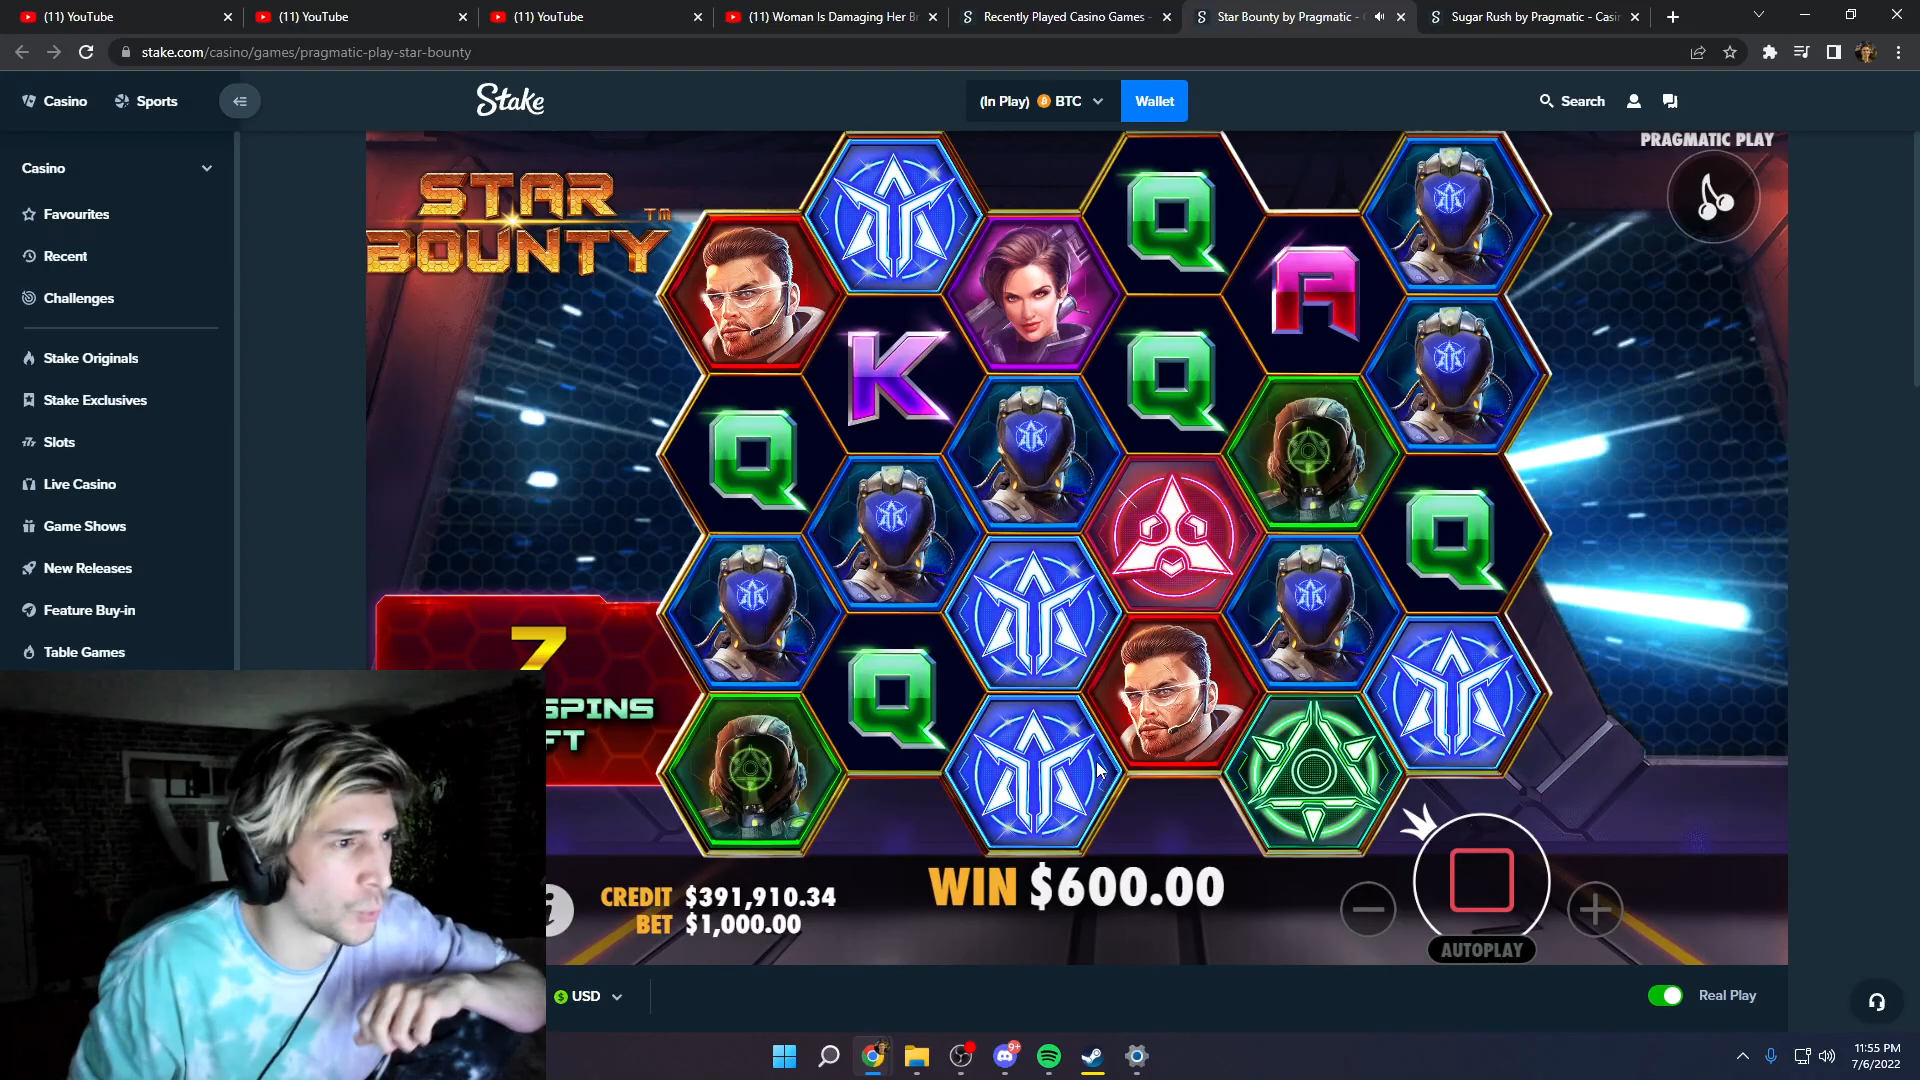 (11) YouTube
(11) YouTube
(11) YouTube
(11) Woman Is Damaging Her Br
Recently Played Casino Games -
Star Bounty by Pragmatic -
Sugar Rush by Pragmatic - Casi
stake.com/casino/games/pragmatic-play-star-bounty
Casino
Sports
Stake
(In Play) BTC
Wallet
Search
Casino
Favourites
Recent
Challenges
Stake Originals
Stake Exclusives
Slots
Live Casino
Game Shows
New Releases
Feature Buy-in
Table Games
STAR
BOUNTY™
PRAGMATIC PLAY
Q
A
K
Q
Q
Q
Q
7
SPINS
FT
CREDIT $391,910.34
BET $1,000.00
WIN $600.00
AUTOPLAY
USD
Real Play
9+
11:55 PM
7/6/2022